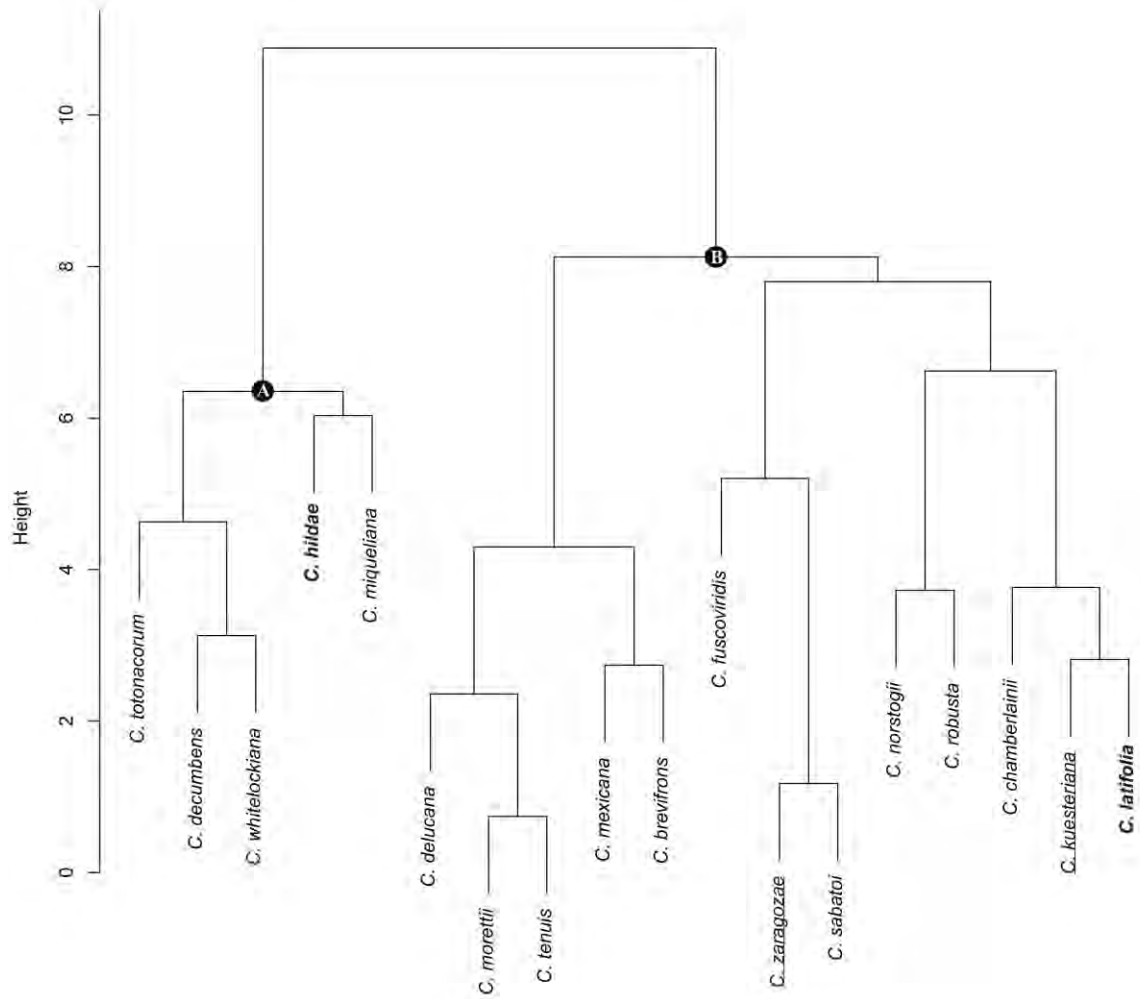 Height
0
2
4
6
8
10
A
B
C. totonacorum
C. decumbens
C. whitelockiana
C. hildae
C. miqueliana
C. delucana
C. morettii
C. tenuis
C. mexicana
C. brevifrons
C. fuscoviridis
C. zaragozae
C. sabatoi
C. norstogii
C. robusta
C. chamberlainii
C. kuesteriana
C. latifolia